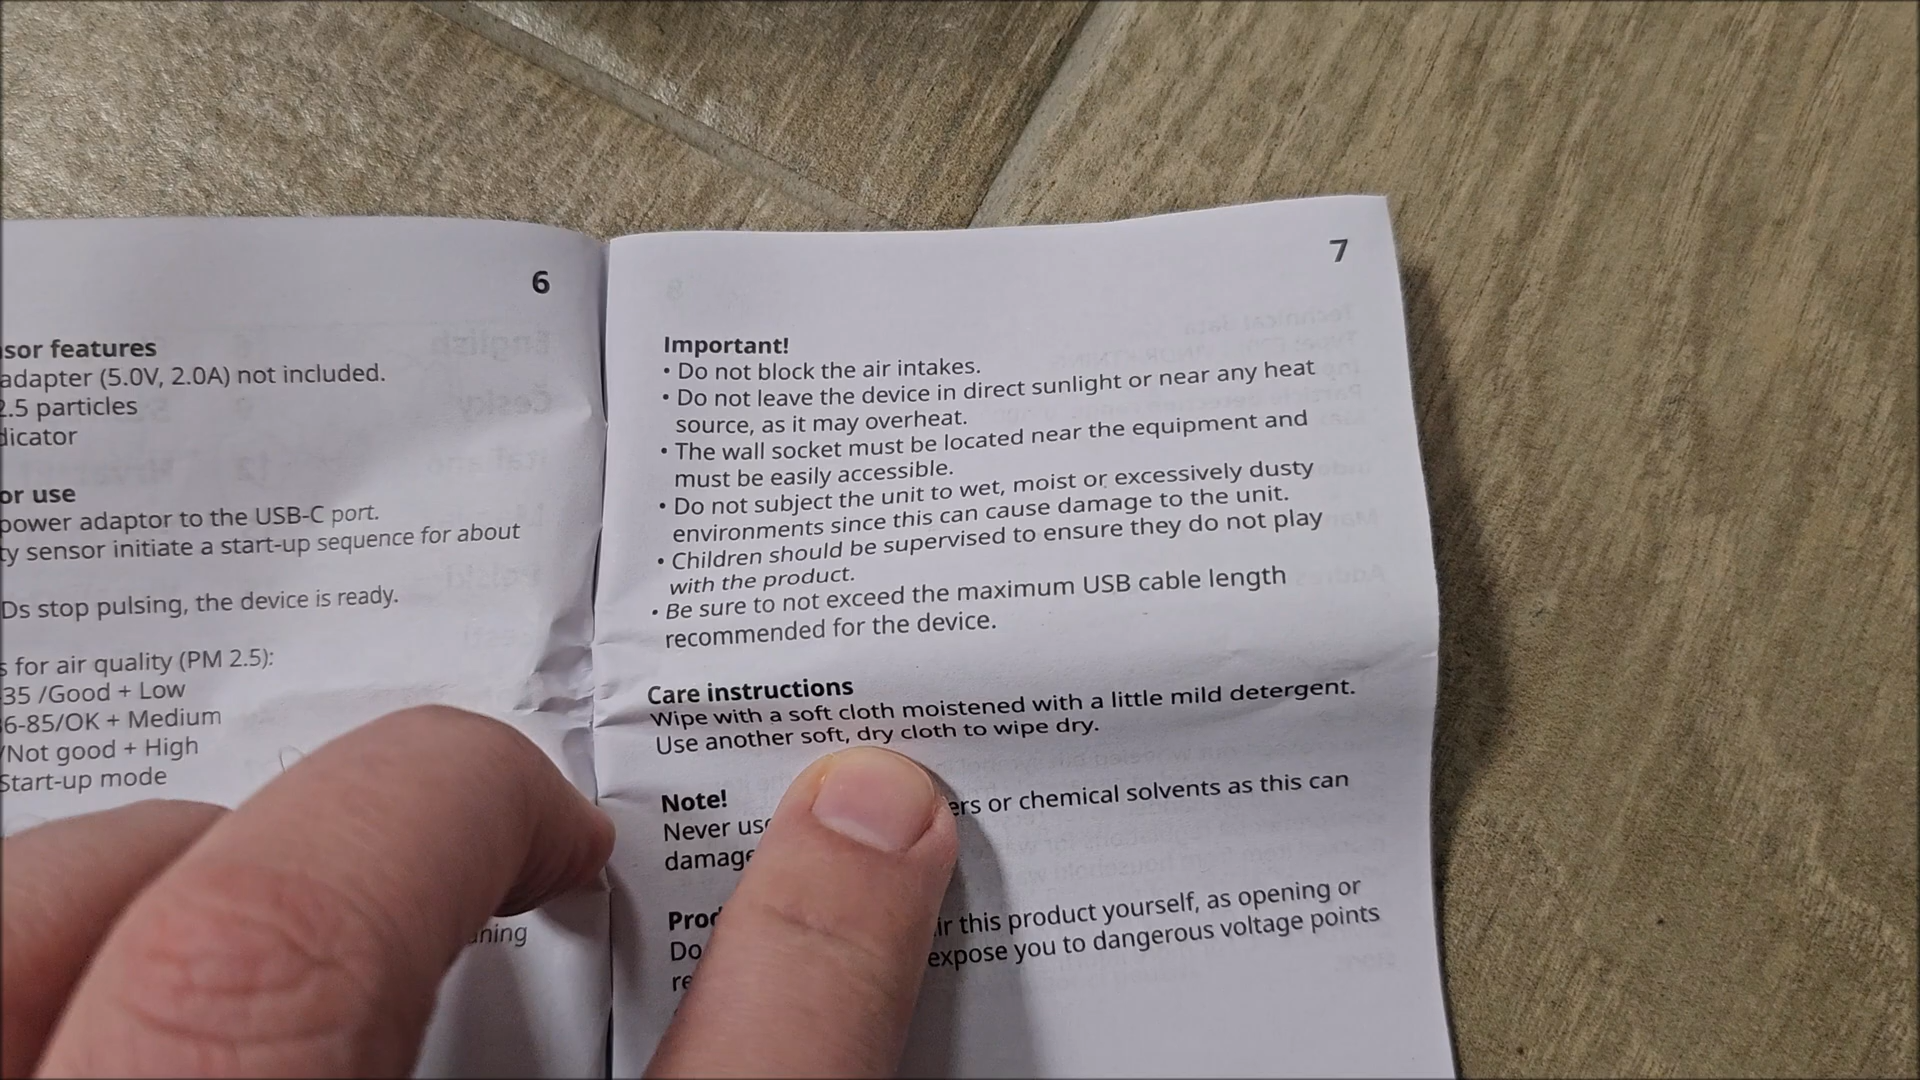 6
sor features
adapter (5.0V, 2.0A) not included.
2.5 particles
dicator
or use
power adaptor to the USB-C port.
ty sensor initiate a start-up sequence for about
Ds stop pulsing, the device is ready.
s for air quality (PM 2.5):
35 /Good + Low
6-85/OK + Medium
/Not good + High
Start-up mode
aning
7
Important!
• Do not block the air intakes.
• Do not leave the device in direct sunlight or near any heat
source, as it may overheat.
• The wall socket must be located near the equipment and
must be easily accessible.
• Do not subject the unit to wet, moist or excessively dusty
environments since this can cause damage to the unit.
• Children should be supervised to ensure they do not play
with the product.
• Be sure to not exceed the maximum USB cable length
recommended for the device.
Care instructions
Wipe with a soft cloth moistened with a little mild detergent.
Use another soft, dry cloth to wipe dry.
Note!
Never us ers or chemical solvents as this can
damage
Prod
Do ir this product yourself, as opening or
re expose you to dangerous voltage points